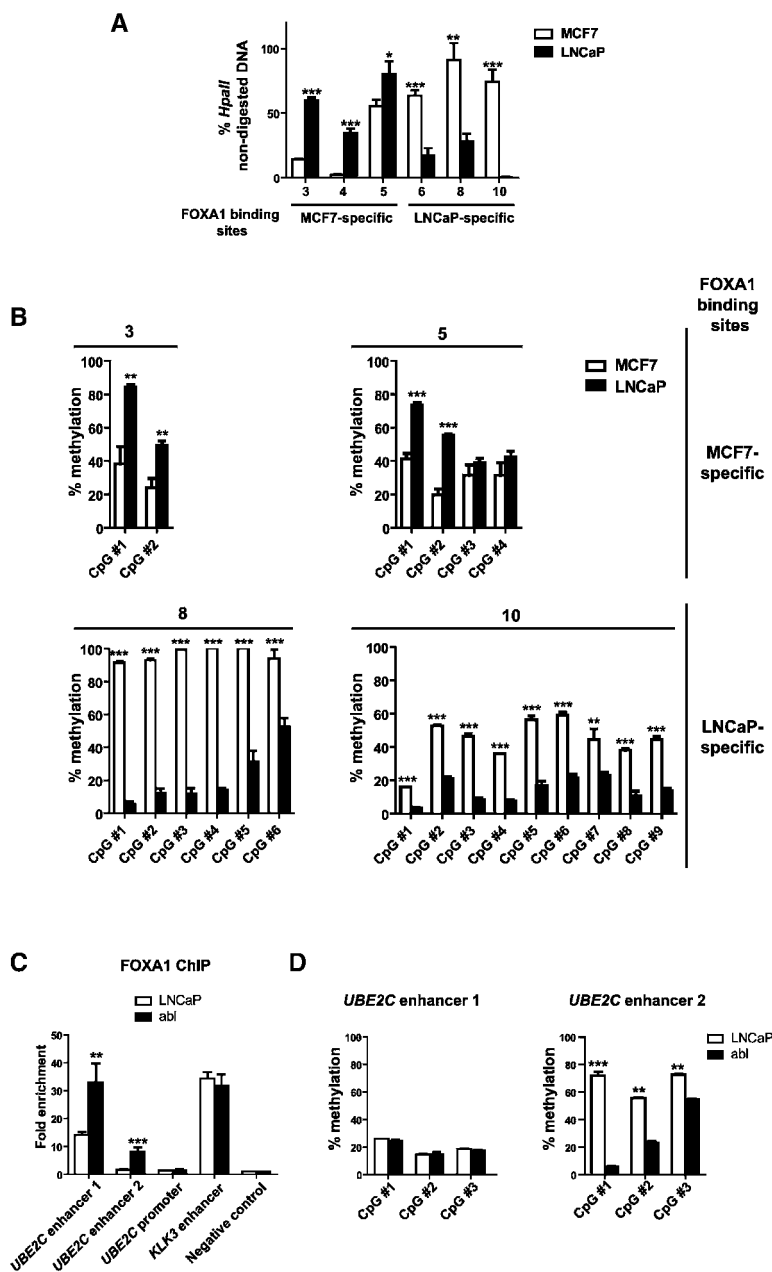 A
MCF7
LNCaP
% HpaII
non-digested DNA
100
50
0
***
***
*
***
**
***
3 4 5 6 8 10
FOXA1 binding
sites
MCF7-specific
LNCaP-specific
FOXA1
binding
sites
B
3
% methylation
100
80
60
40
20
0
**
**
CpG #1
CpG #2
5
MCF7
LNCaP
% methylation
100
80
60
40
20
0
***
***
CpG #1
CpG #2
CpG #3
CpG #4
MCF7-
specific
8
% methylation
100
80
60
40
20
0
*** *** *** *** *** ***
CpG #1
CpG #2
CpG #3
CpG #4
CpG #5
CpG #6
10
% methylation
100
80
60
40
20
0
***
***
***
***
***
***
**
***
***
CpG #1
CpG #2
CpG #3
CpG #4
CpG #5
CpG #6
CpG #7
CpG #8
CpG #9
LNCaP-
specific
C
FOXA1 ChIP
LNCaP
abl
Fold enrichment
50
40
30
20
10
0
**
***
UBE2C enhancer 1
UBE2C enhancer 2
UBE2C promoter
KLK3 enhancer
Negative control
D
UBE2C enhancer 1
% methylation
100
80
60
40
20
0
CpG #1
CpG #2
CpG #3
UBE2C enhancer 2
LNCaP
abl
% methylation
100
80
60
40
20
0
***
**
**
CpG #1
CpG #2
CpG #3